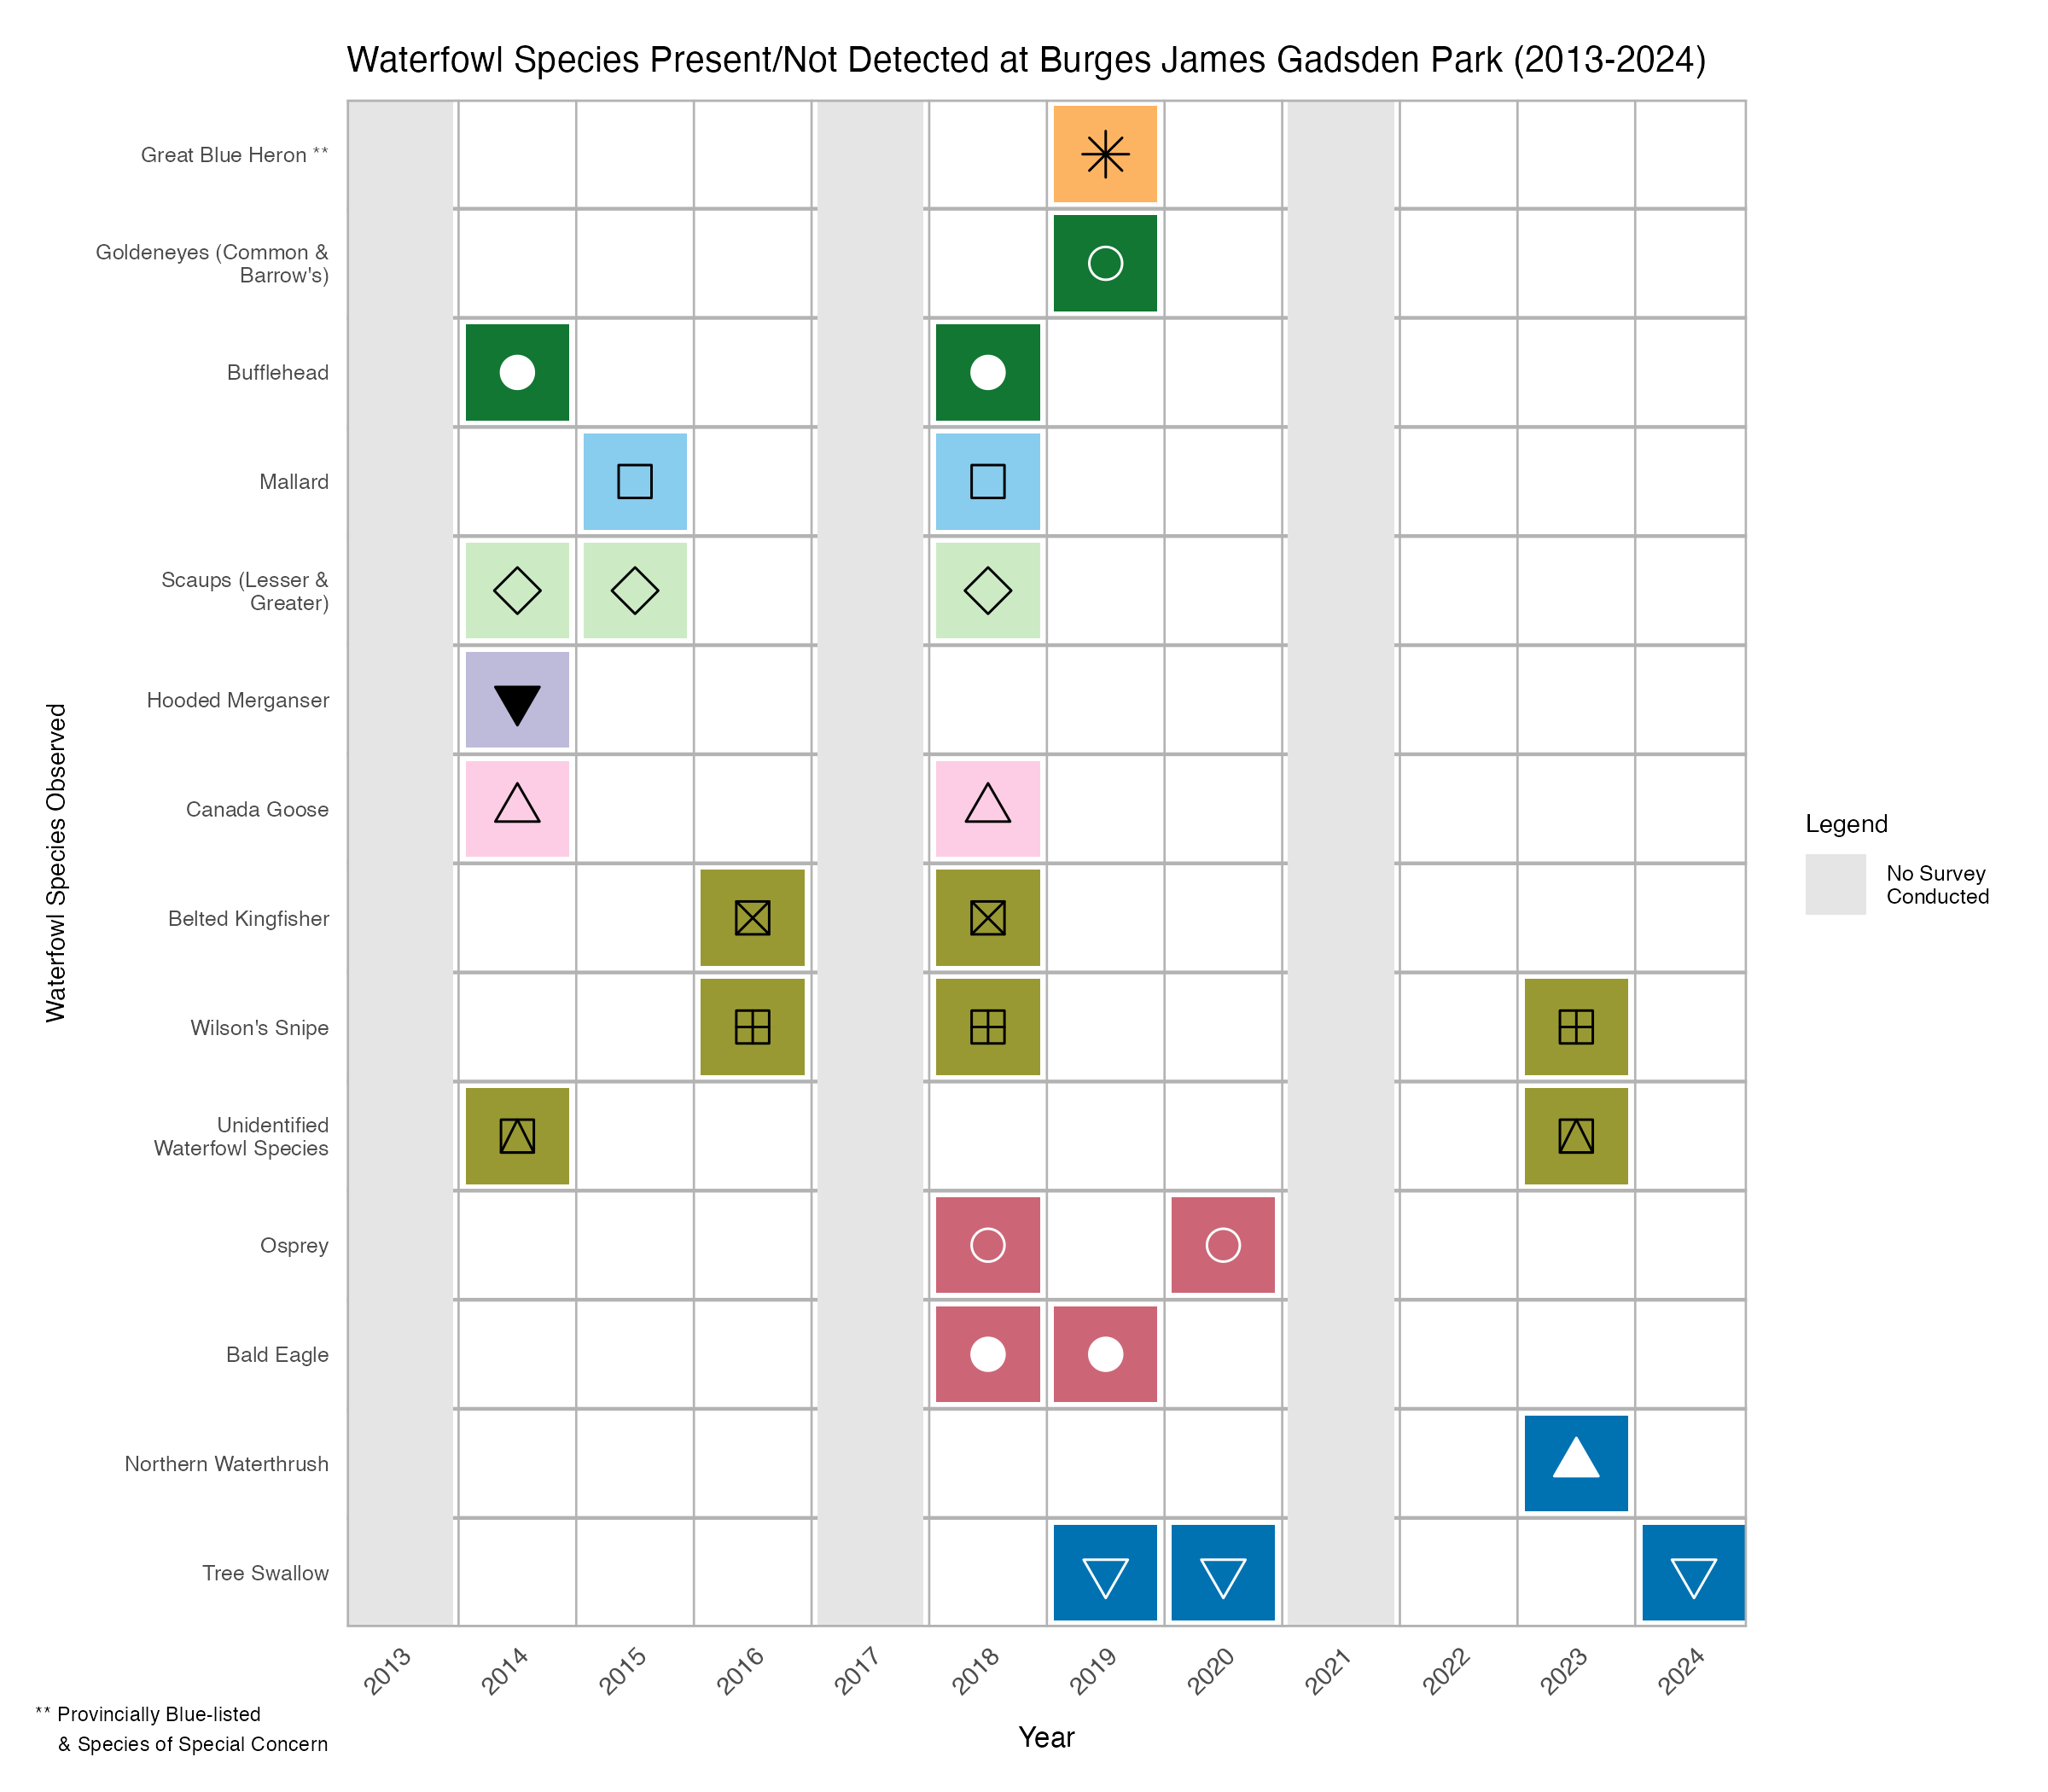 Waterfowl Species Present/Not Detected at Burges James Gadsden Park (2013-2024)
Waterfowl Species Observed
Great Blue Heron **
Goldeneyes (Common &
Barrow's)
Bufflehead
Mallard
Scaups (Lesser &
Greater)
Hooded Merganser
Canada Goose
Belted Kingfisher
Wilson's Snipe
Unidentified
Waterfowl Species
Osprey
Bald Eagle
Northern Waterthrush
Tree Swallow
Legend
No Survey
Conducted
2013
2014
2015
2016
2017
2018
2019
2020
2021
2022
2023
2024
Year
** Provincially Blue-listed
& Species of Special Concern